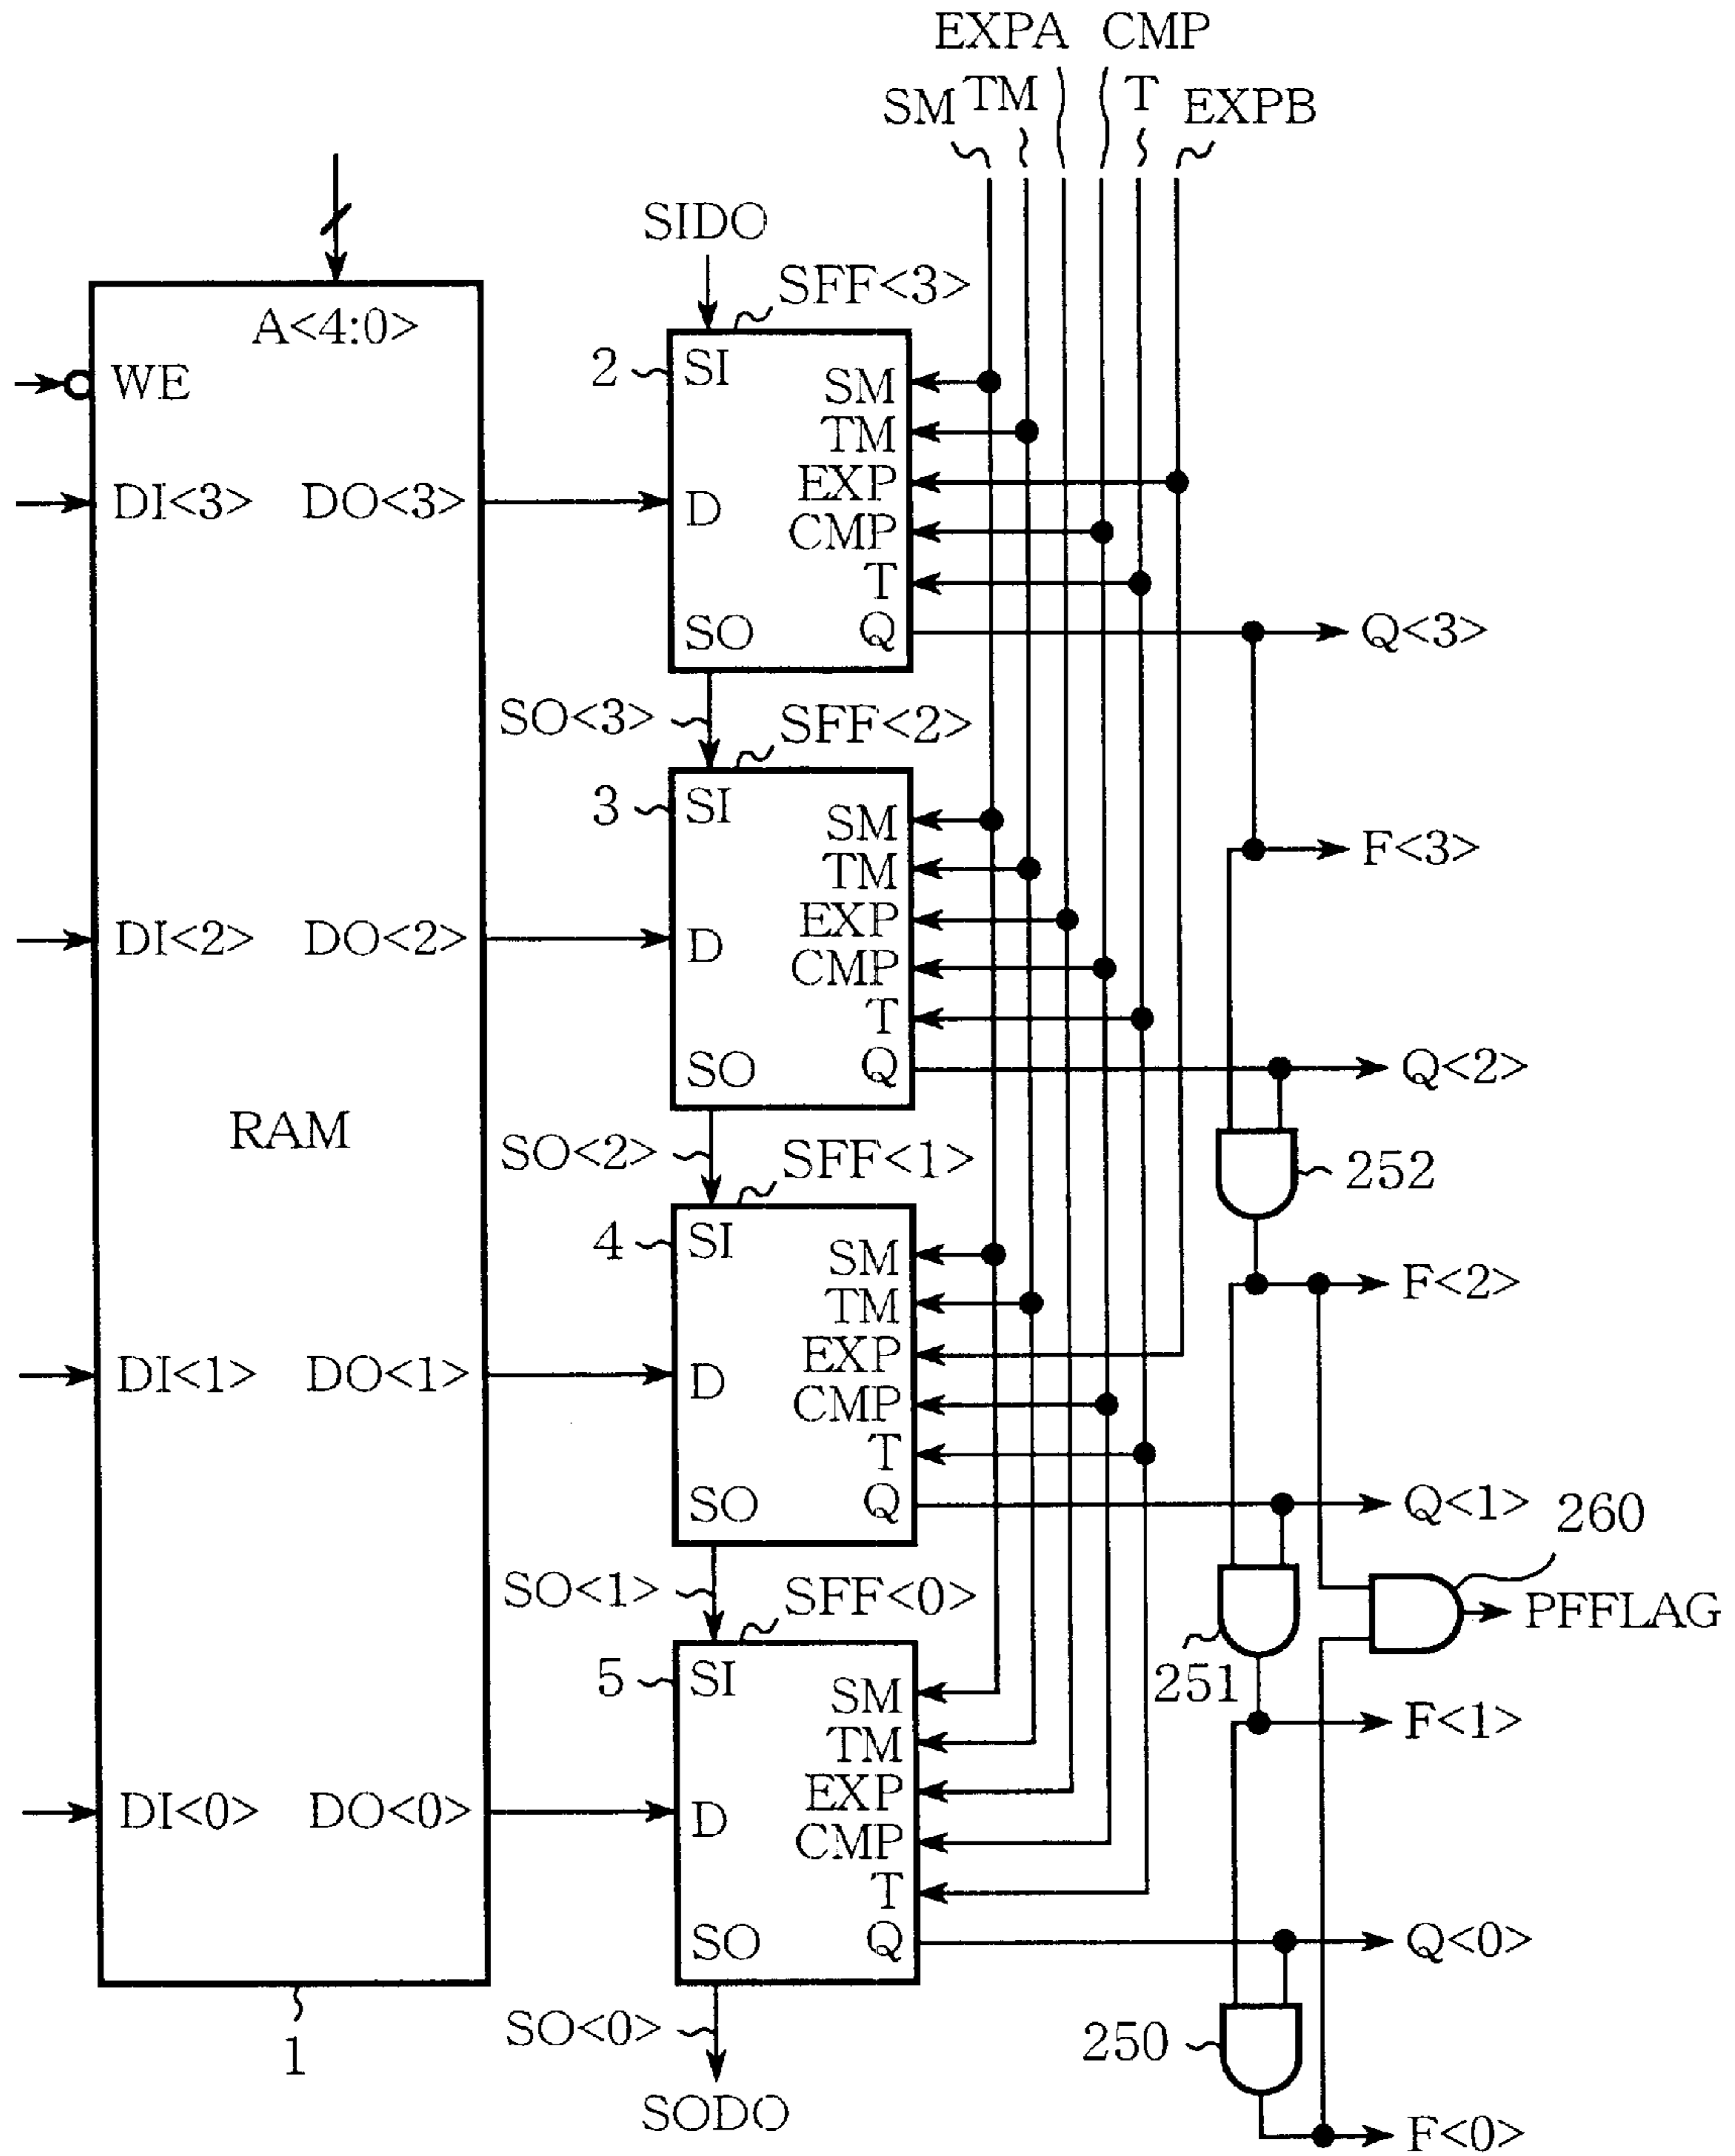 EXPA CMP
SM TM T EXPB
SIDO
SFF<3>
A<4:0>
WE
2
SI
SM
TM
EXP
DI<3> DO<3>
D
CMP
T
SO
Q
Q<3>
SO<3>
SFF<2>
3
SI
SM
F<3>
TM
EXP
DI<2> DO<2>
D
CMP
T
SO
Q
Q<2>
RAM
SO<2>
SFF<1>
252
4
SI
SM
F<2>
TM
EXP
DI<1> DO<1>
D
CMP
T
SO
Q
Q<1>
260
SO<1>
SFF<0>
PFFLAG
5
SI
251
SM
F<1>
TM
EXP
DI<0> DO<0>
D
CMP
T
SO
Q
Q<0>
1
SO<0>
250
SODO
F<0>